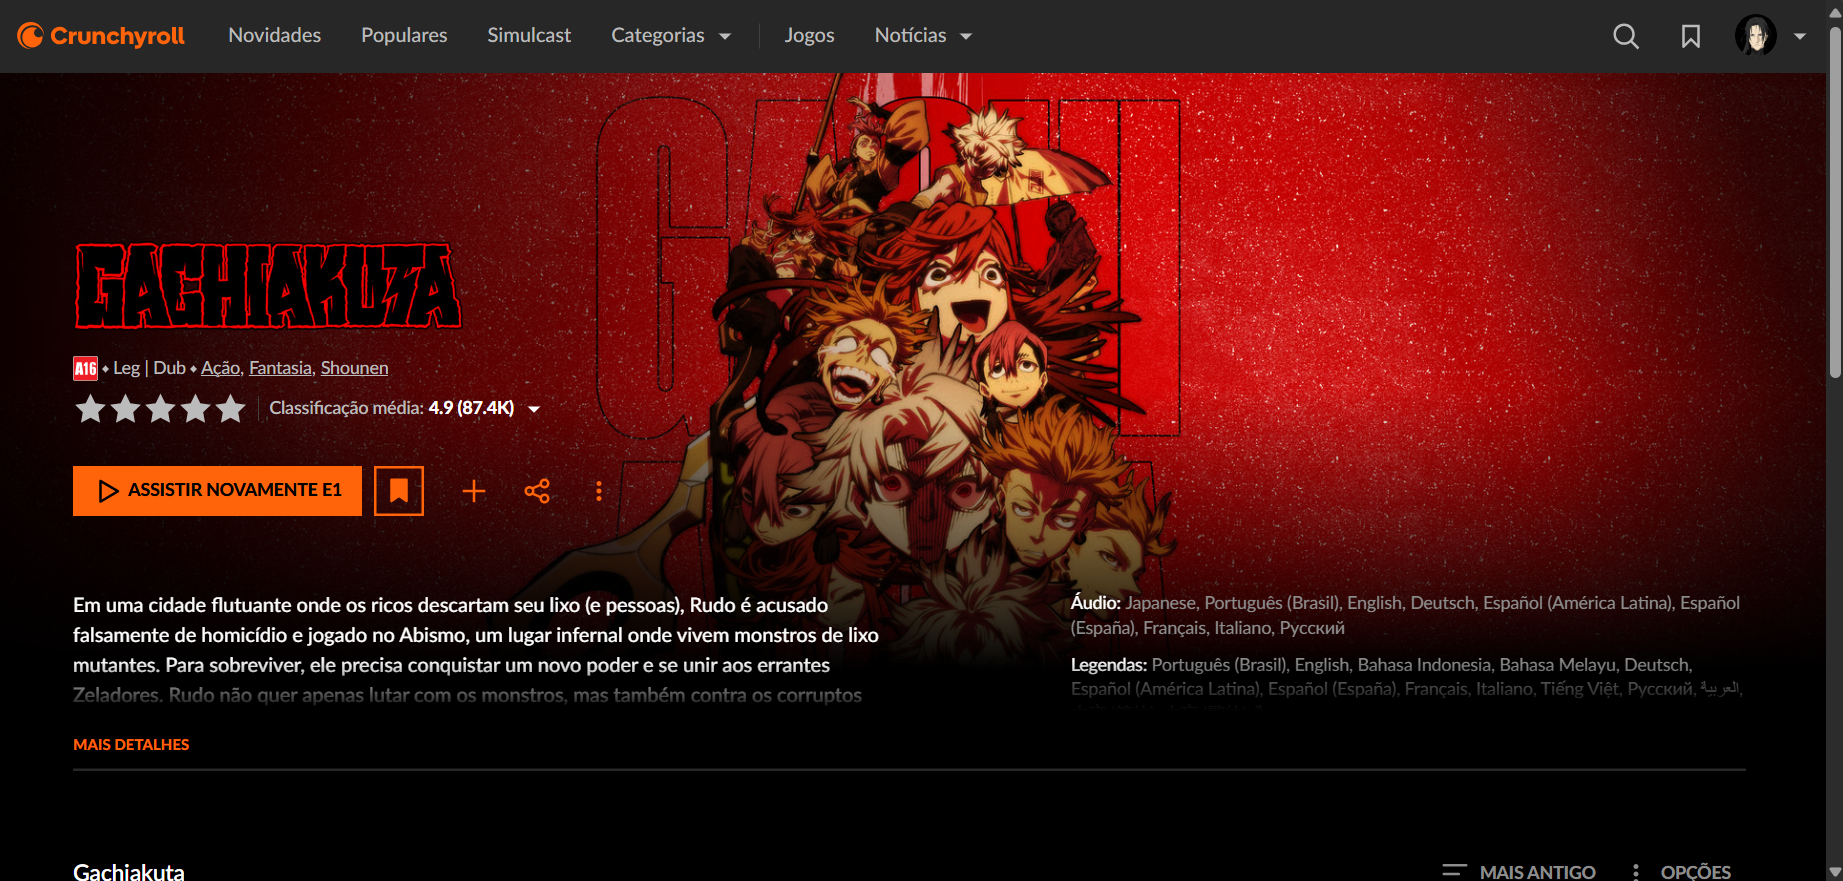 Crunchyroll Novidades Populares Simulcast Categorias Jogos Notícias
GACHI
GACHIAKUTA
A16 • Leg | Dub • Ação, Fantasia, Shounen
Classificação média: 4.9 (87.4K)
ASSISTIR NOVAMENTE E1
Em uma cidade flutuante onde os ricos descartam seu lixo (e pessoas), Rudo é acusado
falsamente de homicídio e jogado no Abismo, um lugar infernal onde vivem monstros de lixo
mutantes. Para sobreviver, ele precisa conquistar um novo poder e se unir aos errantes
Zeladores. Rudo não quer apenas lutar com os monstros, mas também contra os corruptos
MAIS DETALHES
Áudio: Japanese, Português (Brasil), English, Deutsch, Español (América Latina), Español
(España), Français, Italiano, Русский
Legendas: Português (Brasil), English, Bahasa Indonesia, Bahasa Melayu, Deutsch,
Español (América Latina), Español (España), Français, Italiano, Tiếng Việt, Русский, العربية,
Gachiakuta
MAIS ANTIGO
OPÇÕES